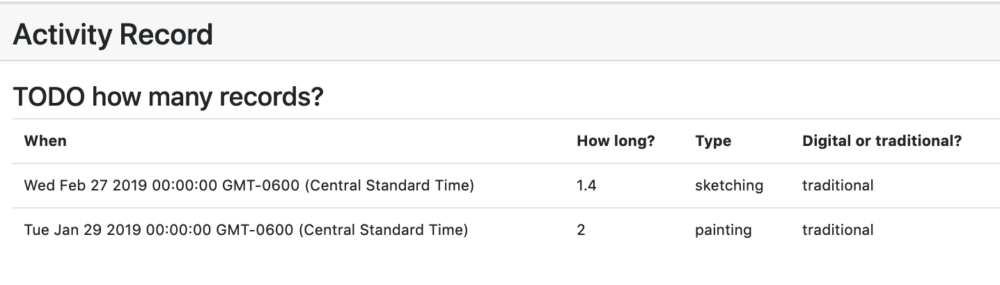 Activity Record
TODO how many records?
When How long? Type Digital or traditional?
Wed Feb 27 2019 00:00:00 GMT-0600 (Central Standard Time) 1.4 sketching traditional
Tue Jan 29 2019 00:00:00 GMT-0600 (Central Standard Time) 2 painting traditional